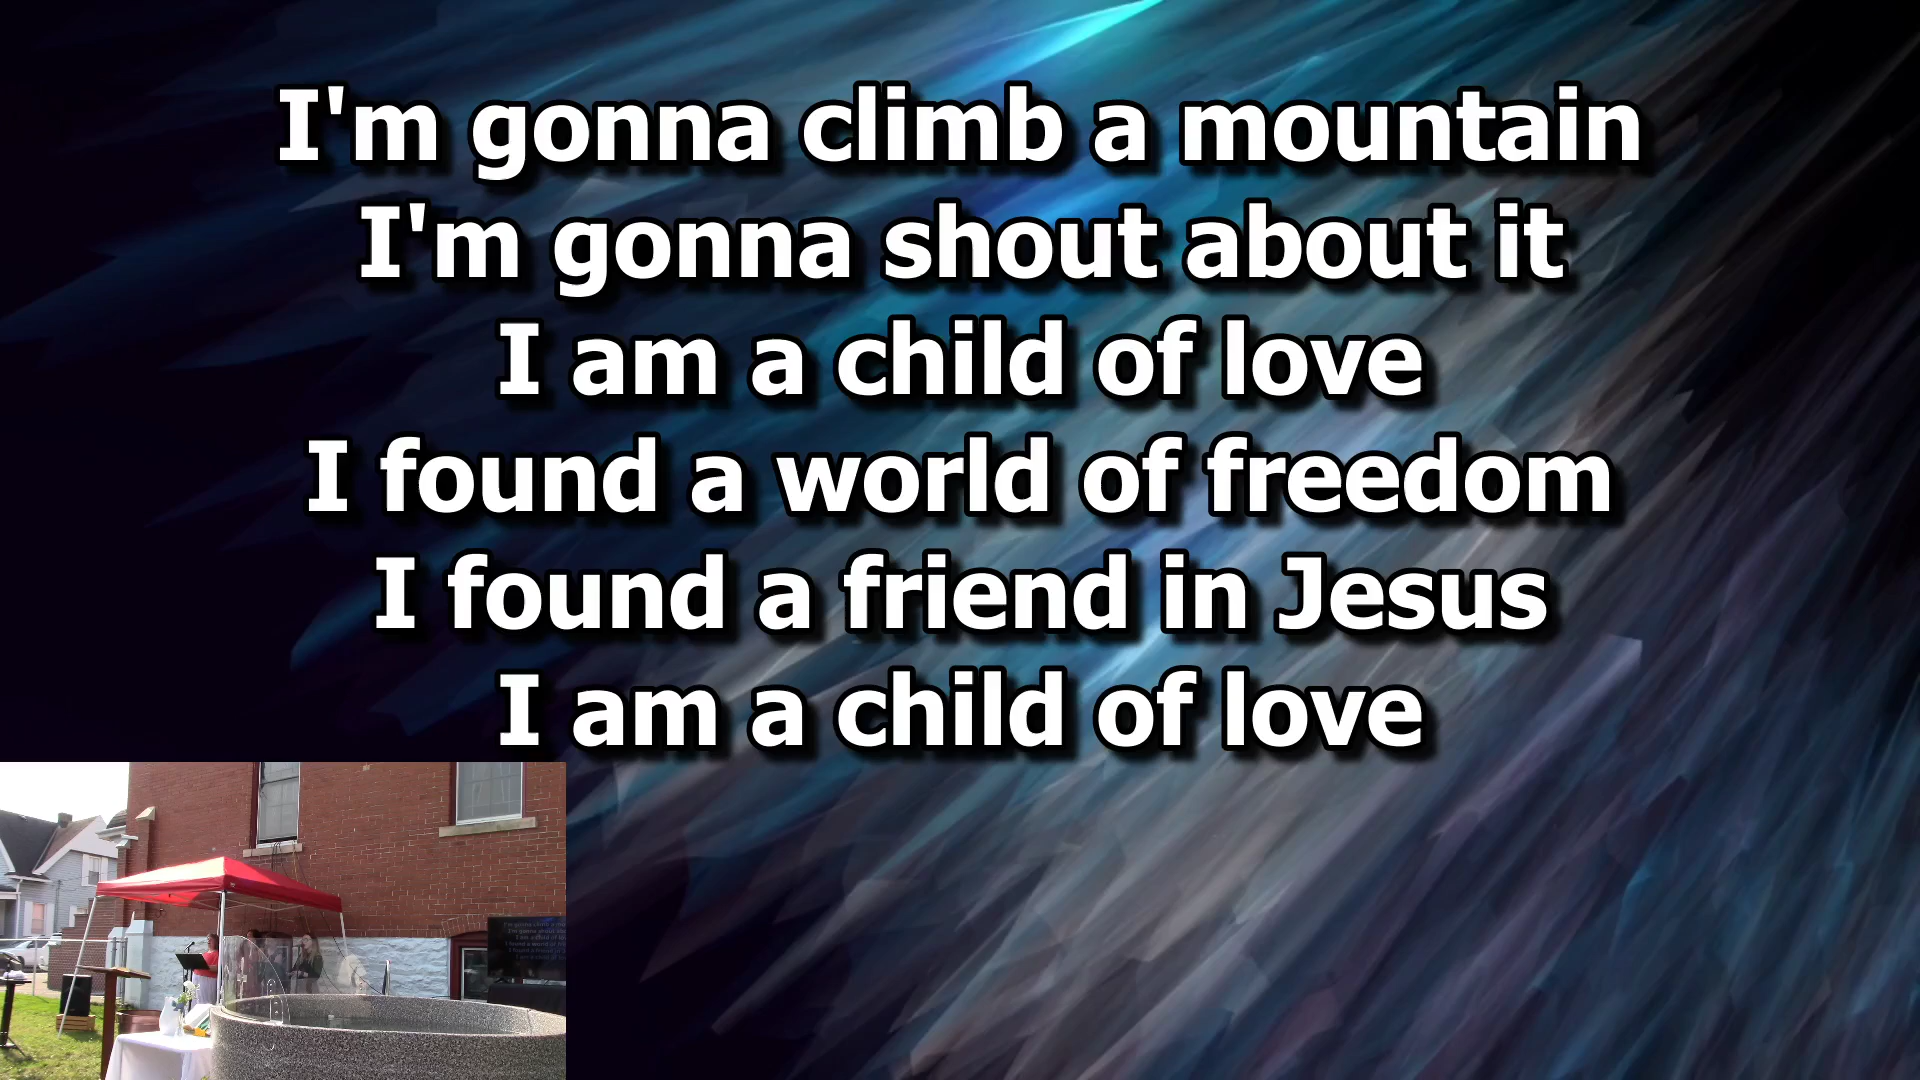 I'm gonna climb a mountain
I'm gonna shout about it
I am a child of love
I found a world of freedom
I found a friend in Jesus
I am a child of love